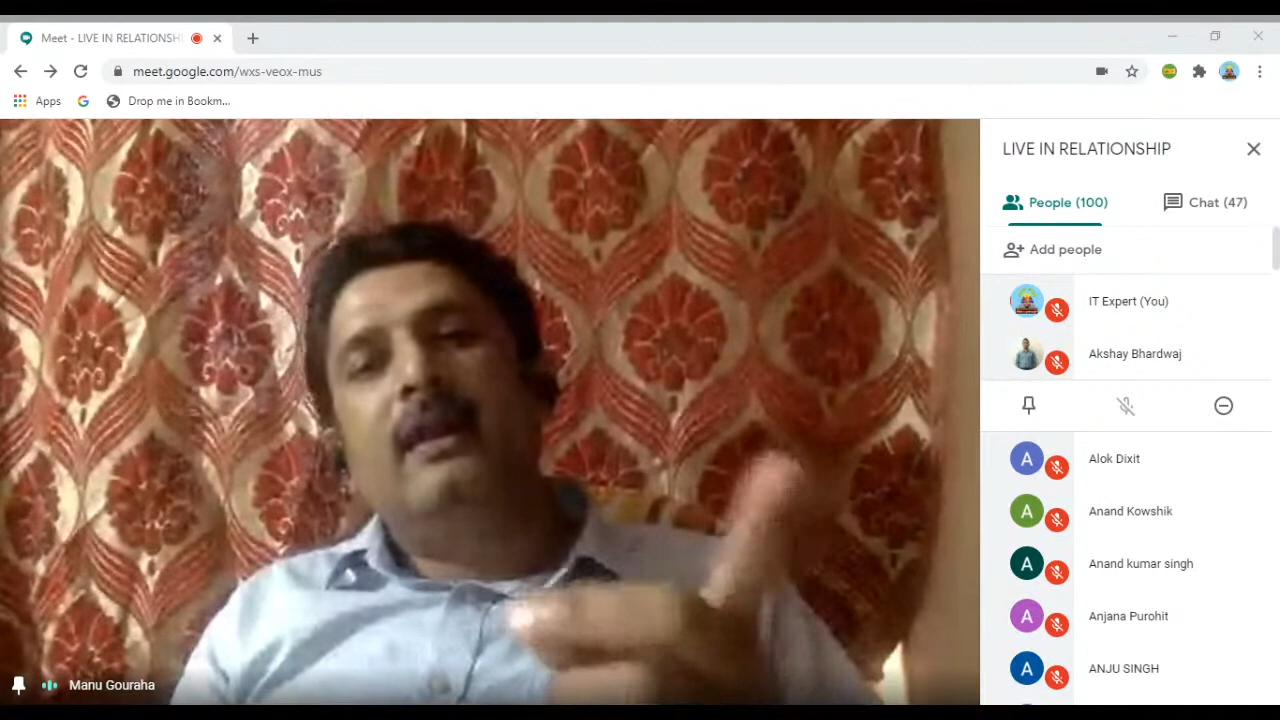 Meet - LIVE IN RELATIONSHI
meet.google.com/wxs-veox-mus
Apps
G
Drop me in Bookm...
LIVE IN RELATIONSHIP
People (100)
Chat (47)
Add people
IT Expert (You)
Akshay Bhardwaj
A Alok Dixit
A Anand Kowshik
A Anand kumar singh
A Anjana Purohit
A ANJU SINGH
Manu Gouraha